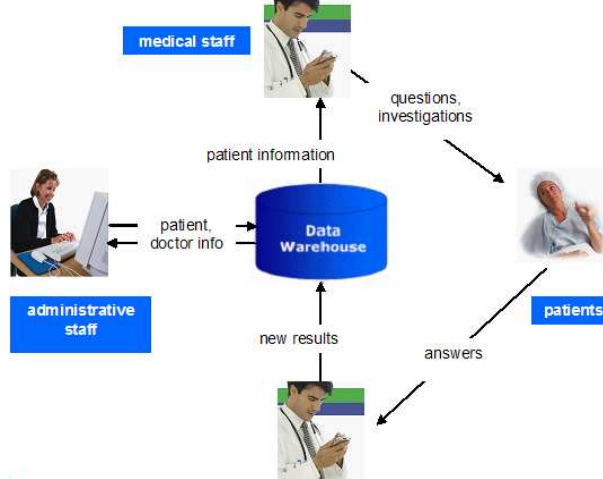 medical staff
questions,
investigations
patient information
patient,
doctor info
Data
Warehouse
administrative
staff
patients
new results
answers